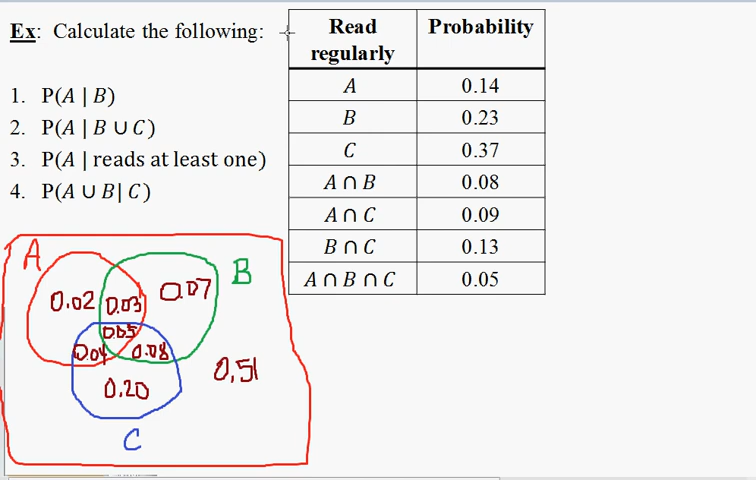 Ex: Calculate the following:
1. P(A | B)
2. P(A | B ∪ C)
3. P(A | reads at least one)
4. P(A ∪ B| C)
Read regularly Probability
A 0.14
B 0.23
C 0.37
A ∩ B 0.08
A ∩ C 0.09
B ∩ C 0.13
A ∩ B ∩ C 0.05
A
B
0.02 0.03 0.07
0.05
0.04 0.08
0.51
0.20
C